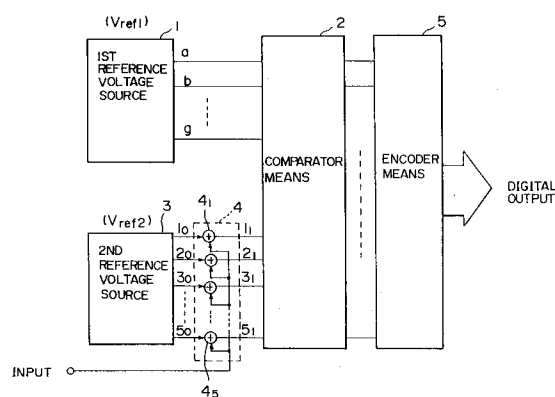 (Vref1)
1
2
5
1ST
REFERENCE
VOLTAGE
SOURCE
a
b
g
COMPARATOR
MEANS
ENCODER
MEANS
DIGITAL
OUTPUT
(Vref2)
3
41
4
2ND
REFERENCE
VOLTAGE
SOURCE
10
11
20
21
30
31
50
51
INPUT
45